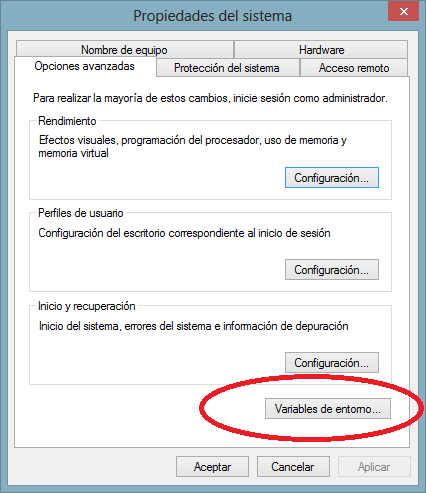 Propiedades del sistema
Nombre de equipo
Hardware
Opciones avanzadas
Protección del sistema
Acceso remoto
Para realizar la mayoría de estos cambios, inicie sesión como administrador.
Rendimiento
Efectos visuales, programación del procesador, uso de memoria y
memoria virtual
Configuración...
Perfiles de usuario
Configuración del escritorio correspondiente al inicio de sesión
Configuración...
Inicio y recuperación
Inicio del sistema, errores del sistema e información de depuración
Configuración...
Variables de entorno...
Aceptar
Cancelar
Aplicar